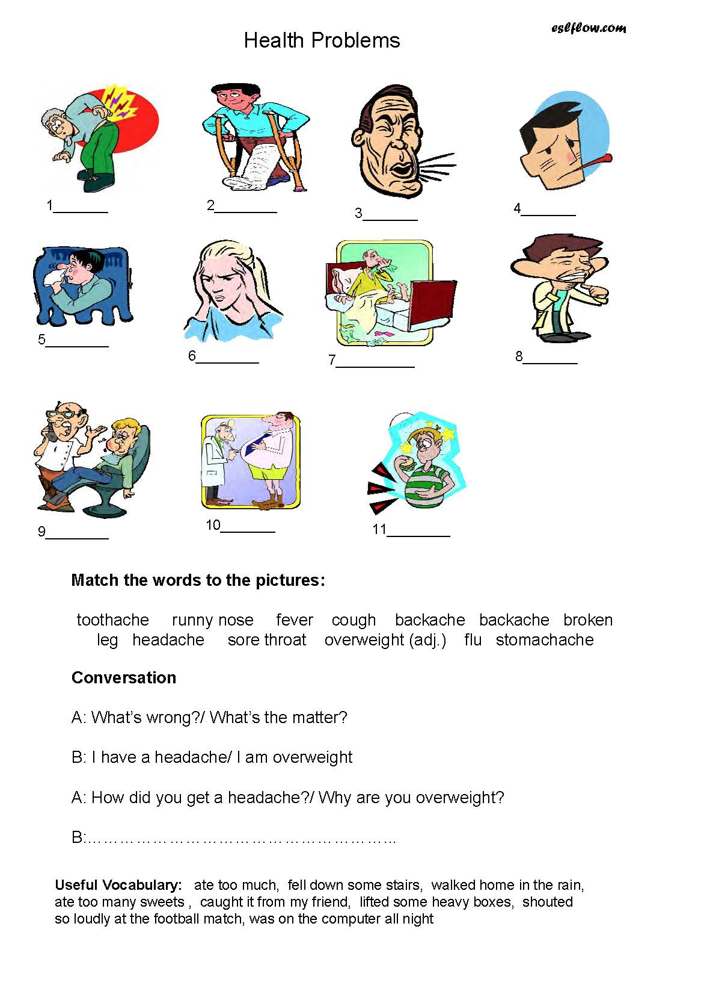 eslflow.com
Health Problems
1_______
2________
3_______
4_______
5________
6________
7__________
8_______
9________
10_______
11________
Match the words to the pictures:
toothache runny nose fever cough backache backache broken
leg headache sore throat overweight (adj.) flu stomachache
Conversation
A: What’s wrong?/ What’s the matter?
B: I have a headache/ I am overweight
A: How did you get a headache?/ Why are you overweight?
B:…………………………………………………...
Useful Vocabulary: ate too much, fell down some stairs, walked home in the rain,
ate too many sweets , caught it from my friend, lifted some heavy boxes, shouted
so loudly at the football match, was on the computer all night